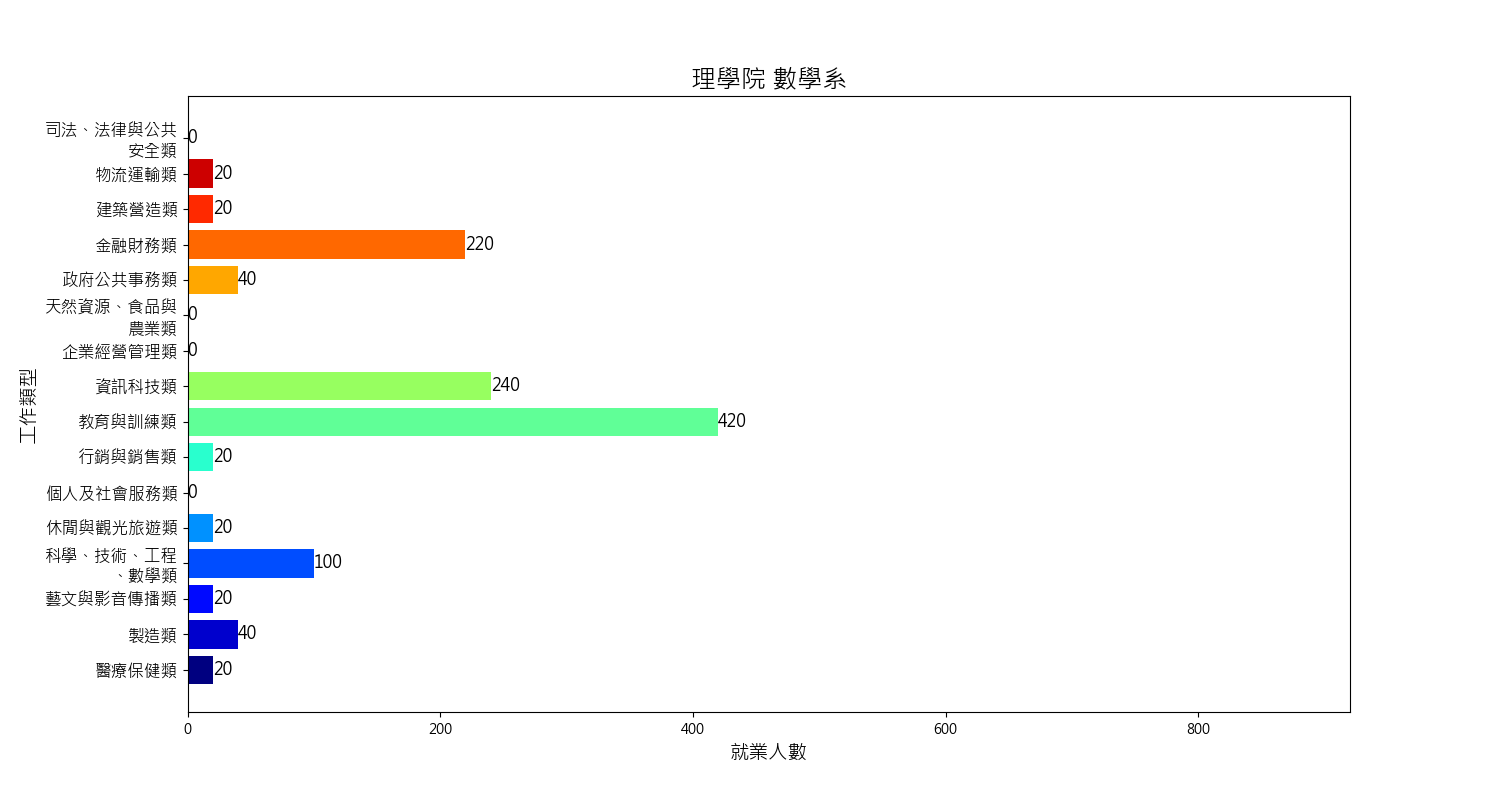 理學院 數學系
司法、法律與公共
安全類
0
物流運輸類
20
建築營造類
20
金融財務類
220
政府公共事務類
40
天然資源、食品與
農業類
0
企業經營管理類
0
資訊科技類
240
教育與訓練類
420
行銷與銷售類
20
個人及社會服務類
0
休閒與觀光旅遊類
20
科學、技術、工程
、數學類
100
藝文與影音傳播類
20
製造類
40
醫療保健類
20
工作類型
0 200 400 600 800
就業人數